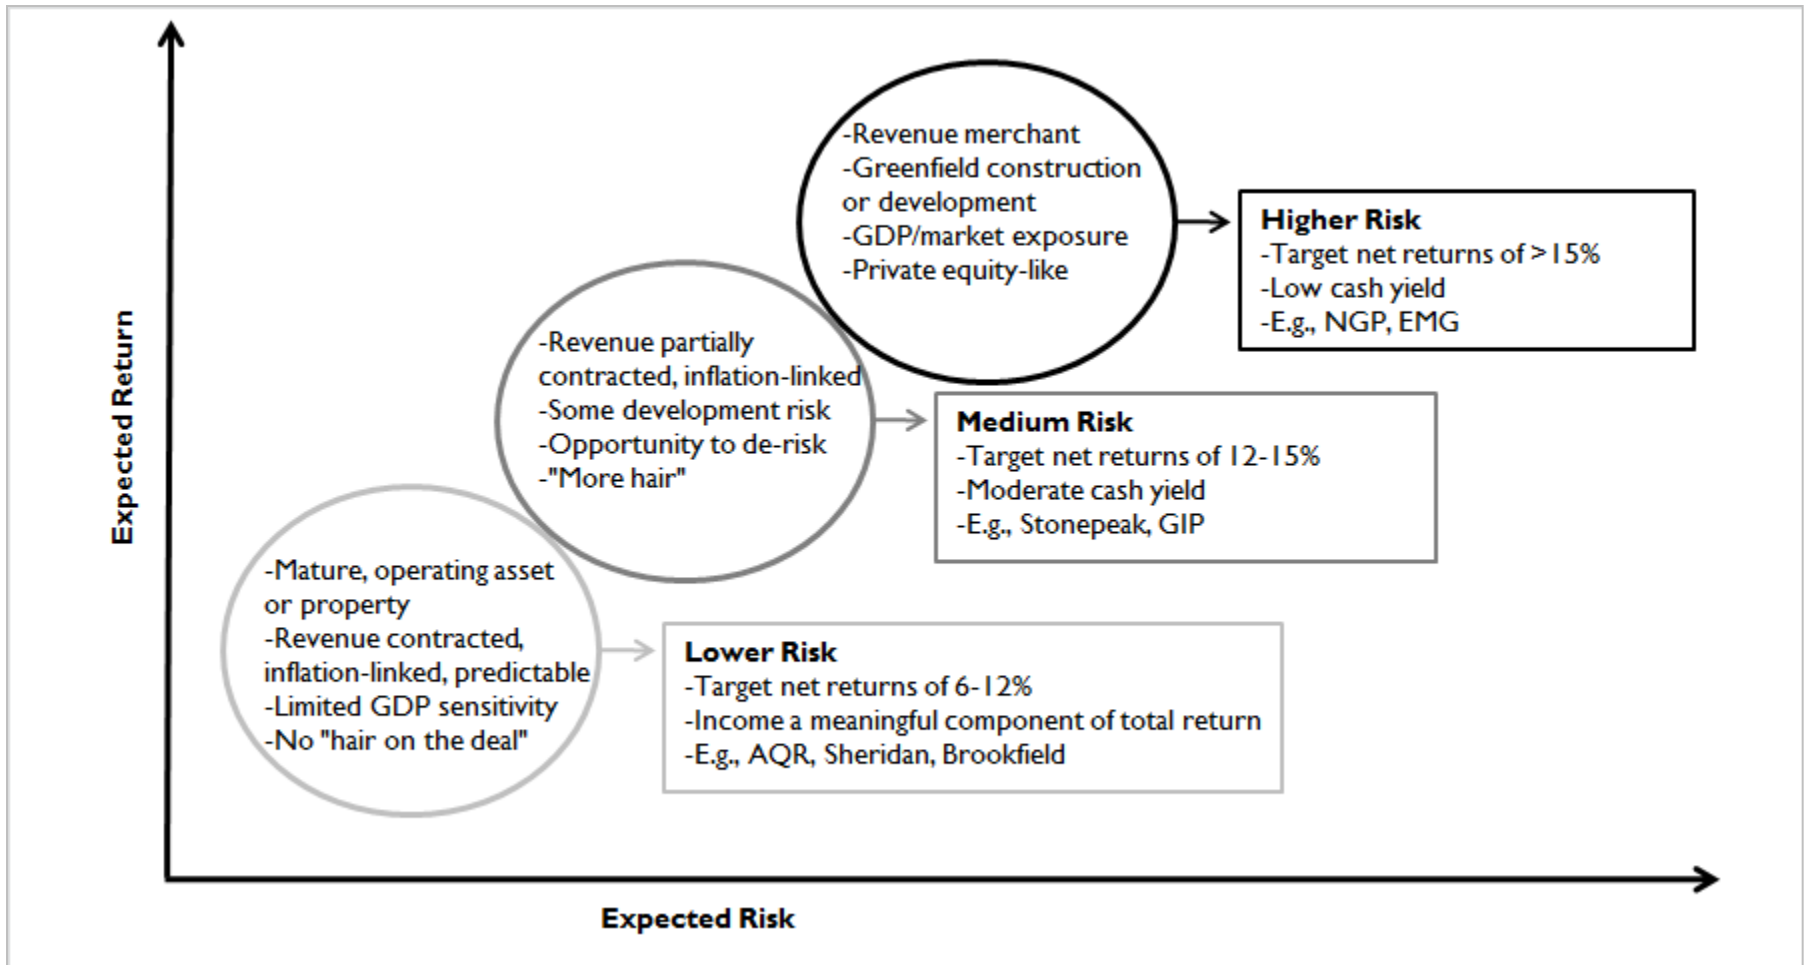 -Revenue merchant
-Greenfield construction
or development
-GDP/market exposure
-Private equity-like
Higher Risk
-Target net returns of >15%
-Low cash yield
-E.g., NGP, EMG
-Revenue partially
contracted, inflation-linked
-Some development risk
-Opportunity to de-risk
-"More hair"
Medium Risk
-Target net returns of 12-15%
-Moderate cash yield
-E.g., Stonepeak, GIP
-Mature, operating asset
or property
-Revenue contracted,
inflation-linked, predictable
-Limited GDP sensitivity
-No "hair on the deal"
Lower Risk
-Target net returns of 6-12%
-Income a meaningful component of total return
-E.g., AQR, Sheridan, Brookfield
Expected Return
Expected Risk